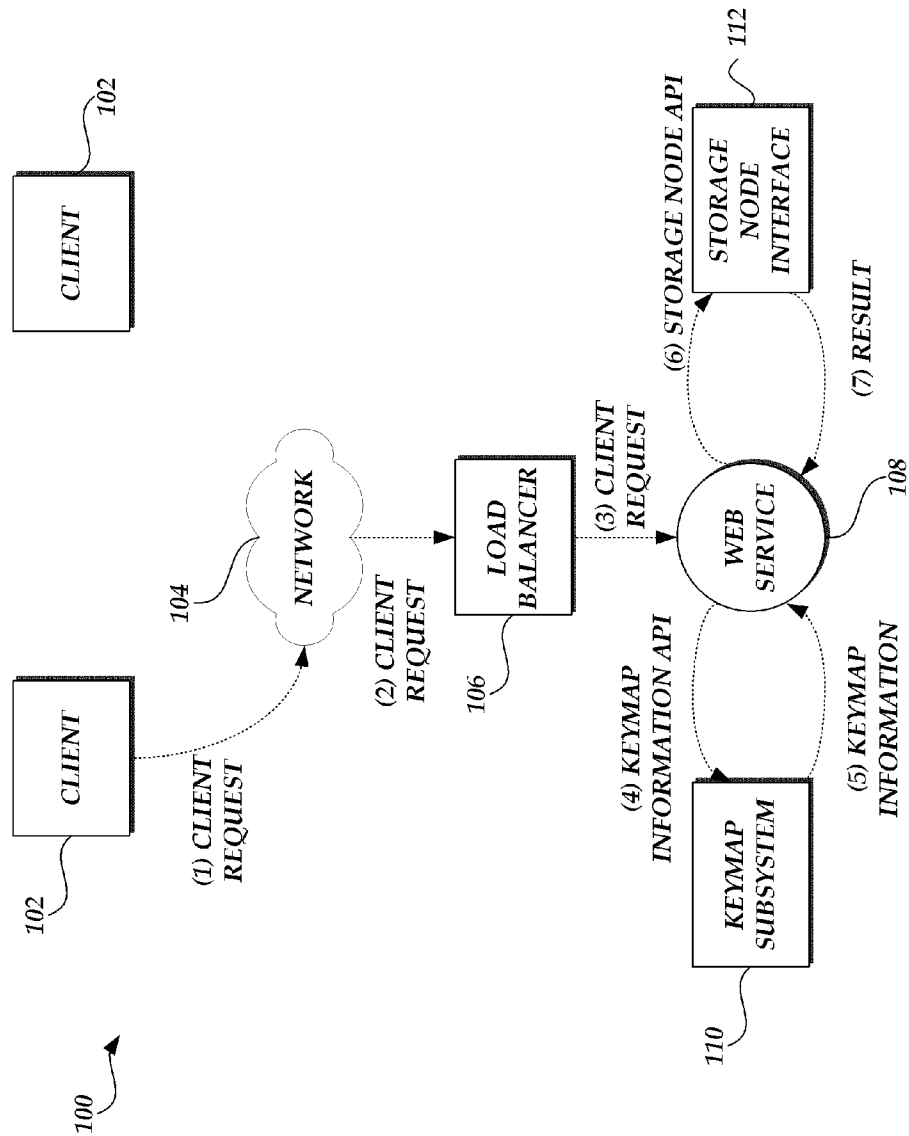 100
102
CLIENT
102
CLIENT
(1) CLIENT
REQUEST
104
NETWORK
(2) CLIENT
REQUEST
106
LOAD
BALANCER
(3) CLIENT
REQUEST
(4) KEYMAP
INFORMATION API
(6) STORAGE NODE API
112
110
KEYMAP
SUBSYSTEM
WEB
SERVICE
STORAGE
NODE
INTERFACE
(5) KEYMAP
INFORMATION
108
(7) RESULT